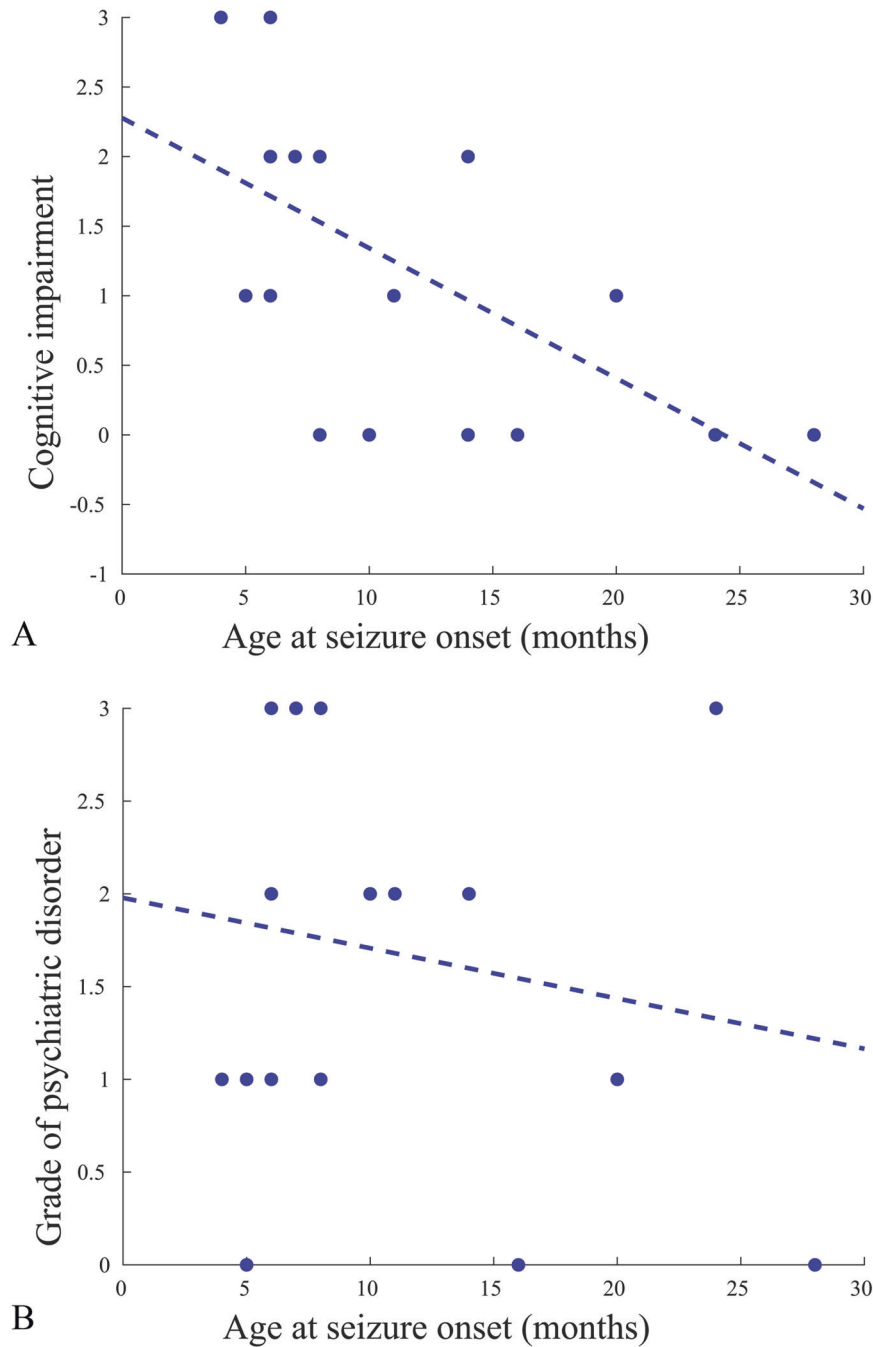 3
2.5
2
1.5
1
0.5
0
-0.5
-1
Cognitive impairment
0 5 10 15 20 25 30
Age at seizure onset (months)
A
3
2.5
2
1.5
1
0.5
0
Grade of psychiatric disorder
0 5 10 15 20 25 30
Age at seizure onset (months)
B